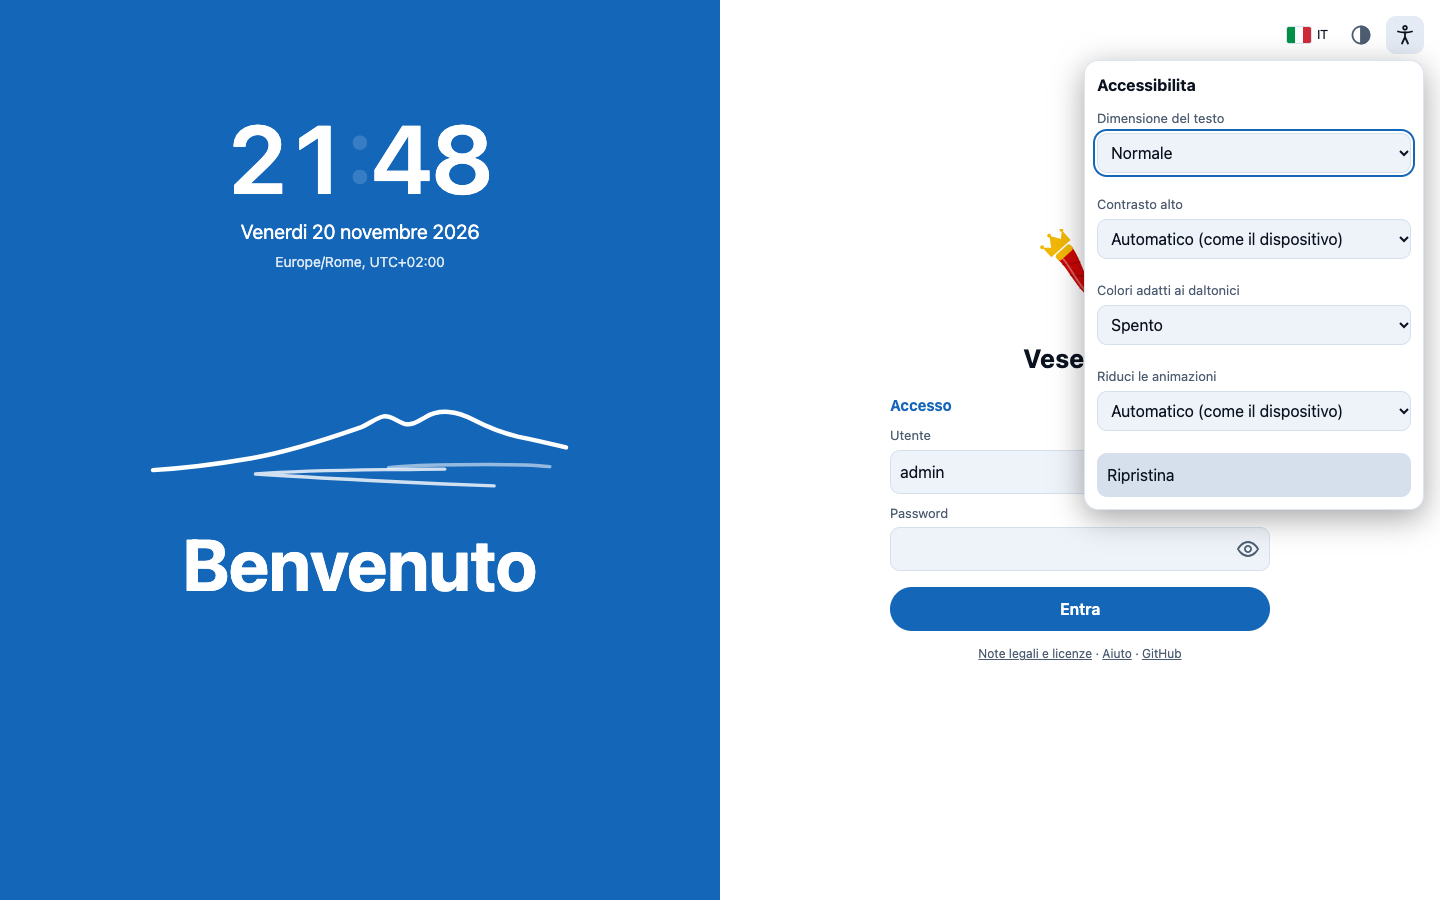 21:48
Venerdi 20 novembre 2026
Europe/Rome, UTC+02:00
Benvenuto
IT
Accessibilita
Dimensione del testo
Normale
Contrasto alto
Automatico (come il dispositivo)
Colori adatti ai daltonici
Spento
Riduci le animazioni
Automatico (come il dispositivo)
Ripristina
Vese
Accesso
Utente
admin
Password
Entra
Note legali e licenze · Aiuto · GitHub